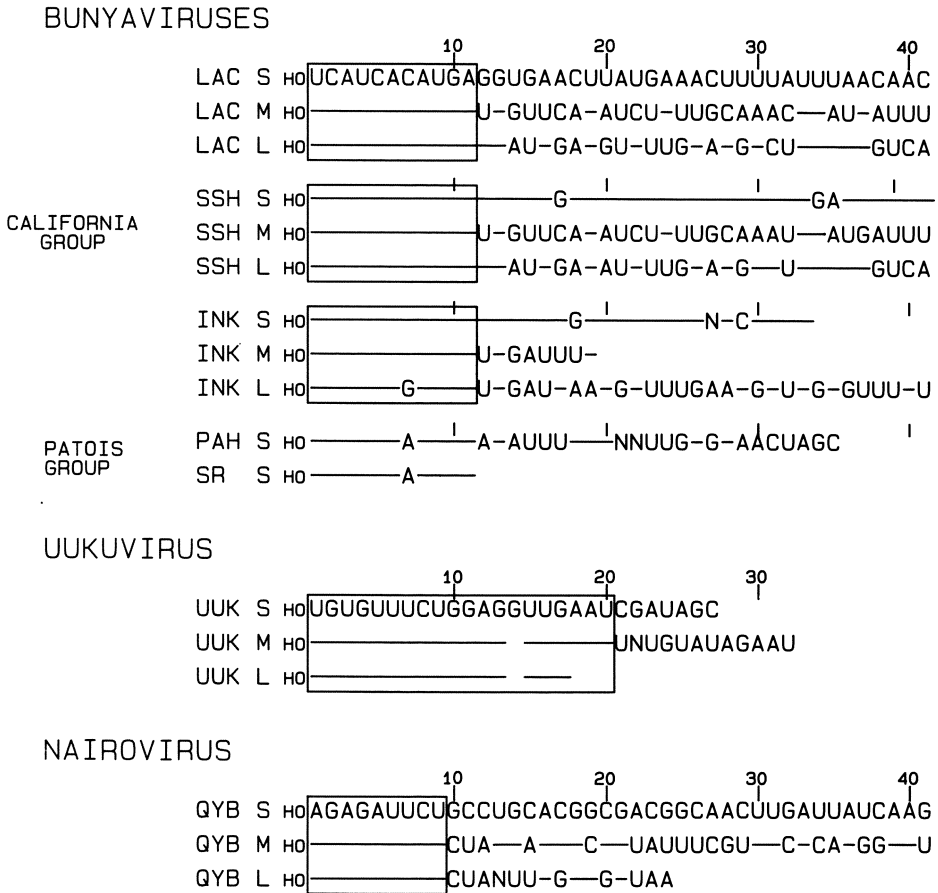 BUNYAVIRUSES
10 20 30 40
LAC S HO UCAUCACAUGAGGUGAACUUAUGAAACUUUUAUUUAACAAC
LAC M HO ———U-GUUCA-AUCU-UUGCAAAC—AU-AUUU
LAC L HO ———AU-GA-GU-UUG-A-G-CU——GUCA
SSH S HO ———G———GA———
CALIFORNIA
GROUP
SSH M HO ———U-GUUCA-AUCU-UUGCAAAU—AUGAUUU
SSH L HO ———AU-GA-AU-UUG-A-G—U——GUCA
INK S HO ———G———N-C——
INK M HO ———U-GAUUU-
INK L HO ——G——U-GAU-AA-G-UUUGAA-G-U-G-GUUU-U
PATOIS
GROUP
PAH S HO ——A——A-AUUU——NNUUG-G-AACUAGC
SR S HO ——A——
UUKUVIRUS
10 20 30
UUK S HO UGUGUUUCUGGAGGUUGAAUCGAUAGC
UUK M HO ——— ———UNUGUAUAGAAU
UUK L HO ——— ——
NAIROVIRUS
10 20 30 40
QYB S HO AGAGAUUCUGCCUGCACGGCGACGGCAACUUGAUUAUCAAG
QYB M HO ———CUA—A——C—UAUUUCGU—C-CA-GG—U
QYB L HO ———CUANUU-G—G-UAA